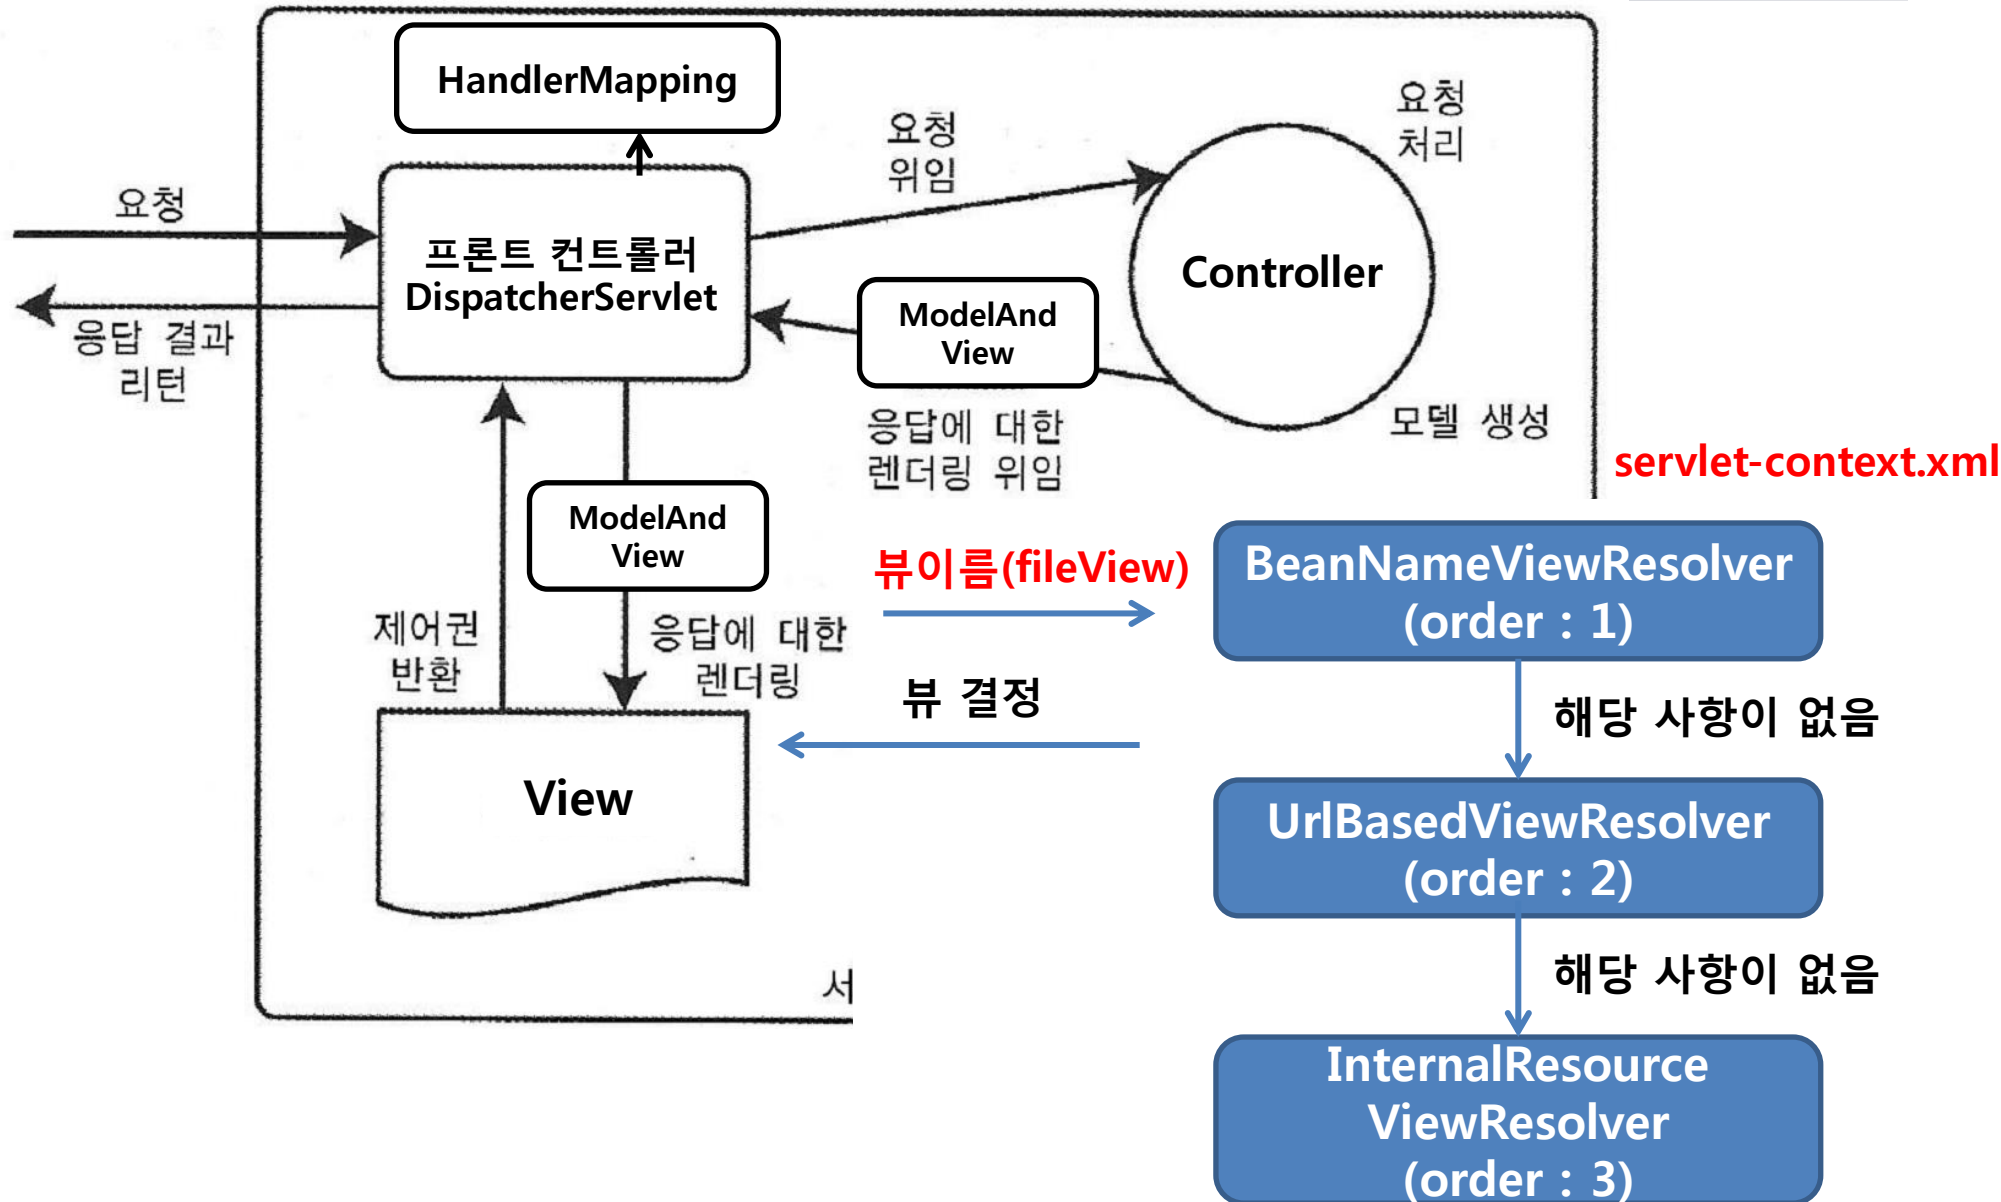 HandlerMapping
요청
처리
요청
위임
요청
프론트 컨트롤러
DispatcherServlet
Controller
ModelAnd
View
응답 결과
리턴
응답에 대한
렌더링 위임
모델 생성
servlet-context.xml
ModelAnd
View
뷰이름(fileView)
BeanNameViewResolver
(order : 1)
제어권
반환
응답에 대한
렌더링
뷰 결정
해당 사항이 없음
View
UrlBasedViewResolver
(order : 2)
해당 사항이 없음
서
InternalResource
ViewResolver
(order : 3)